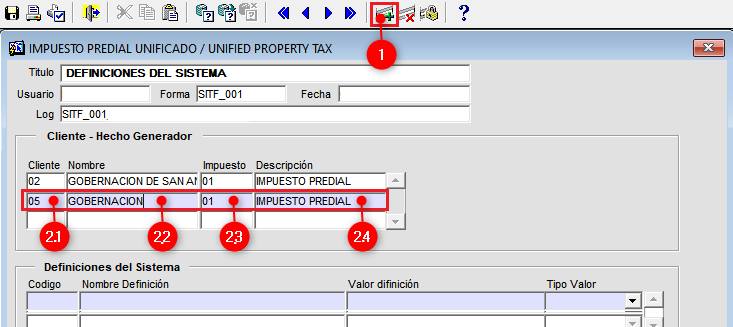 ?
1
IMPUESTO PREDIAL UNIFICADO / UNIFIED PROPERTY TAX
Titulo DEFINICIONES DEL SISTEMA
Usuario Forma SITF_001 Fecha
Log SITF_001
Cliente - Hecho Generador
Cliente Nombre Impuesto Descripción
02 GOBERNACION DE SAN AN 01 IMPUESTO PREDIAL
05 GOBERNACION 01 IMPUESTO PREDIAL
2.1 2.2 2.3 2.4
Definiciones del Sistema
Codigo Nombre Definición Valor difinición Tipo Valor